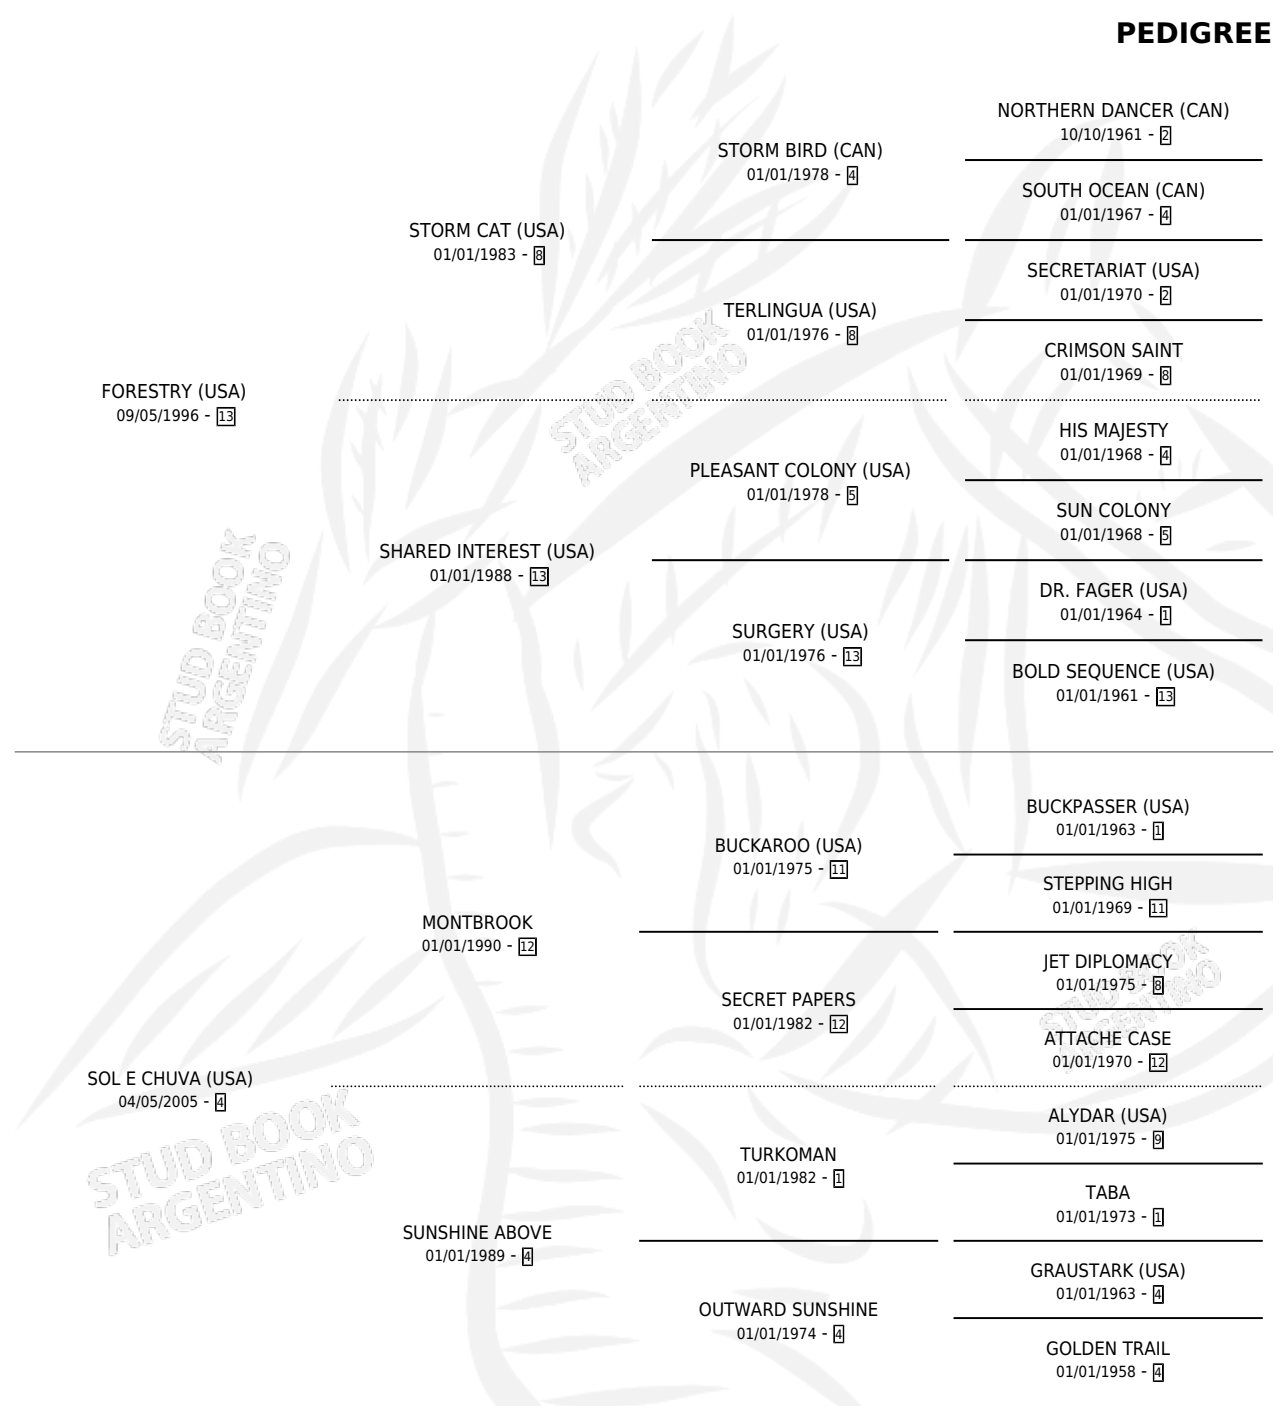 PEDIGREE
NORTHERN DANCER (CAN)
10/10/1961 - 2
STORM BIRD (CAN)
01/01/1978 - 4
SOUTH OCEAN (CAN)
01/01/1967 - 4
STORM CAT (USA)
01/01/1983 - 8
SECRETARIAT (USA)
01/01/1970 - 2
TERLINGUA (USA)
01/01/1976 - 8
CRIMSON SAINT
01/01/1969 - 8
FORESTRY (USA)
09/05/1996 - 13
HIS MAJESTY
01/01/1968 - 4
PLEASANT COLONY (USA)
01/01/1978 - 5
SUN COLONY
01/01/1968 - 5
SHARED INTEREST (USA)
01/01/1988 - 13
DR. FAGER (USA)
01/01/1964 - 1
SURGERY (USA)
01/01/1976 - 13
BOLD SEQUENCE (USA)
01/01/1961 - 13
BUCKPASSER (USA)
01/01/1963 - 1
BUCKAROO (USA)
01/01/1975 - 11
STEPPING HIGH
01/01/1969 - 11
MONTBROOK
01/01/1990 - 12
JET DIPLOMACY
01/01/1975 - 8
SECRET PAPERS
01/01/1982 - 12
ATTACHE CASE
01/01/1970 - 12
SOL E CHUVA (USA)
04/05/2005 - 4
ALYDAR (USA)
01/01/1975 - 9
TURKOMAN
01/01/1982 - 1
TABA
01/01/1973 - 1
SUNSHINE ABOVE
01/01/1989 - 4
GRAUSTARK (USA)
01/01/1963 - 4
OUTWARD SUNSHINE
01/01/1974 - 4
GOLDEN TRAIL
01/01/1958 - 4
STUD BOOK
ARGENTINO
STUD BOOK
ARGENTINO
STUD BOOK
ARGENTINO
STUD BOOK
ARGENTINO